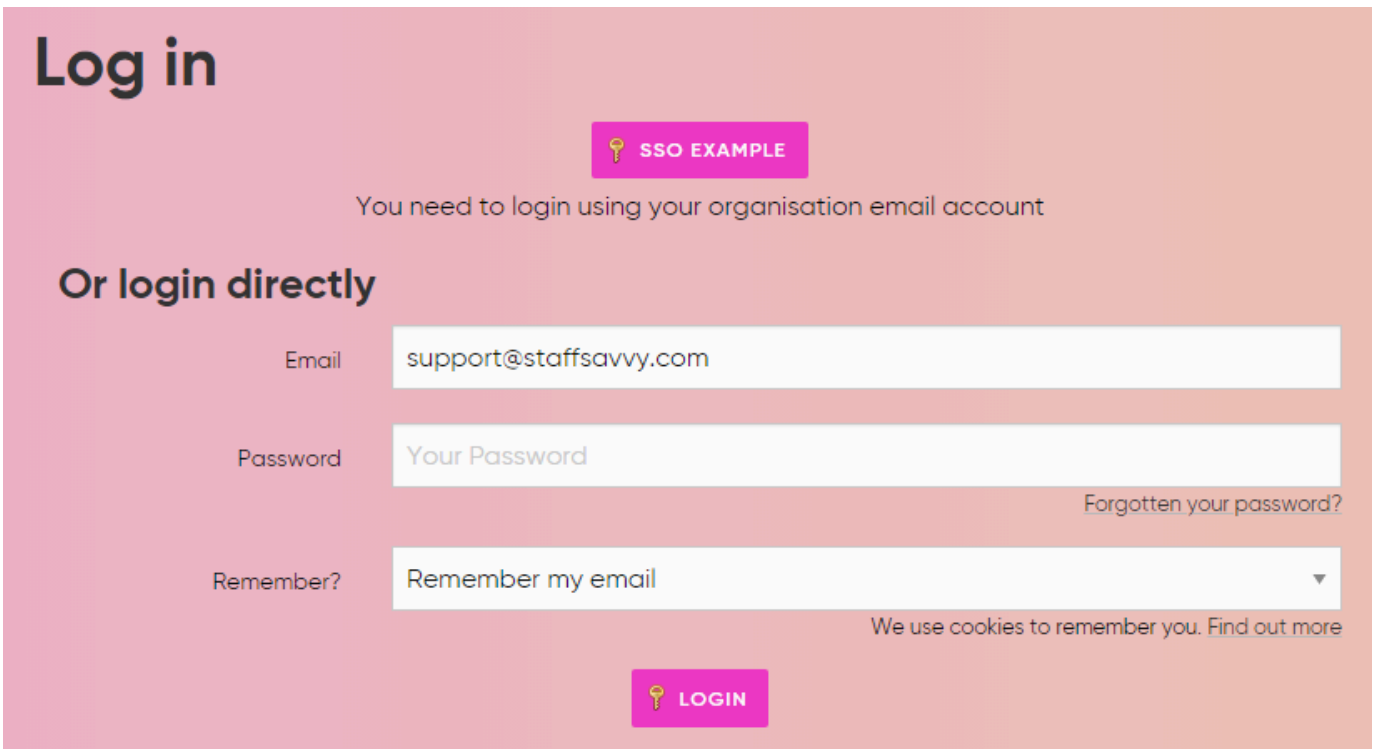 Log in
SSO EXAMPLE
You need to login using your organisation email account
Or login directly
Email
support@staffsavvy.com
Password
Your Password
Forgotten your password?
Remember?
Remember my email
We use cookies to remember you. Find out more
LOGIN